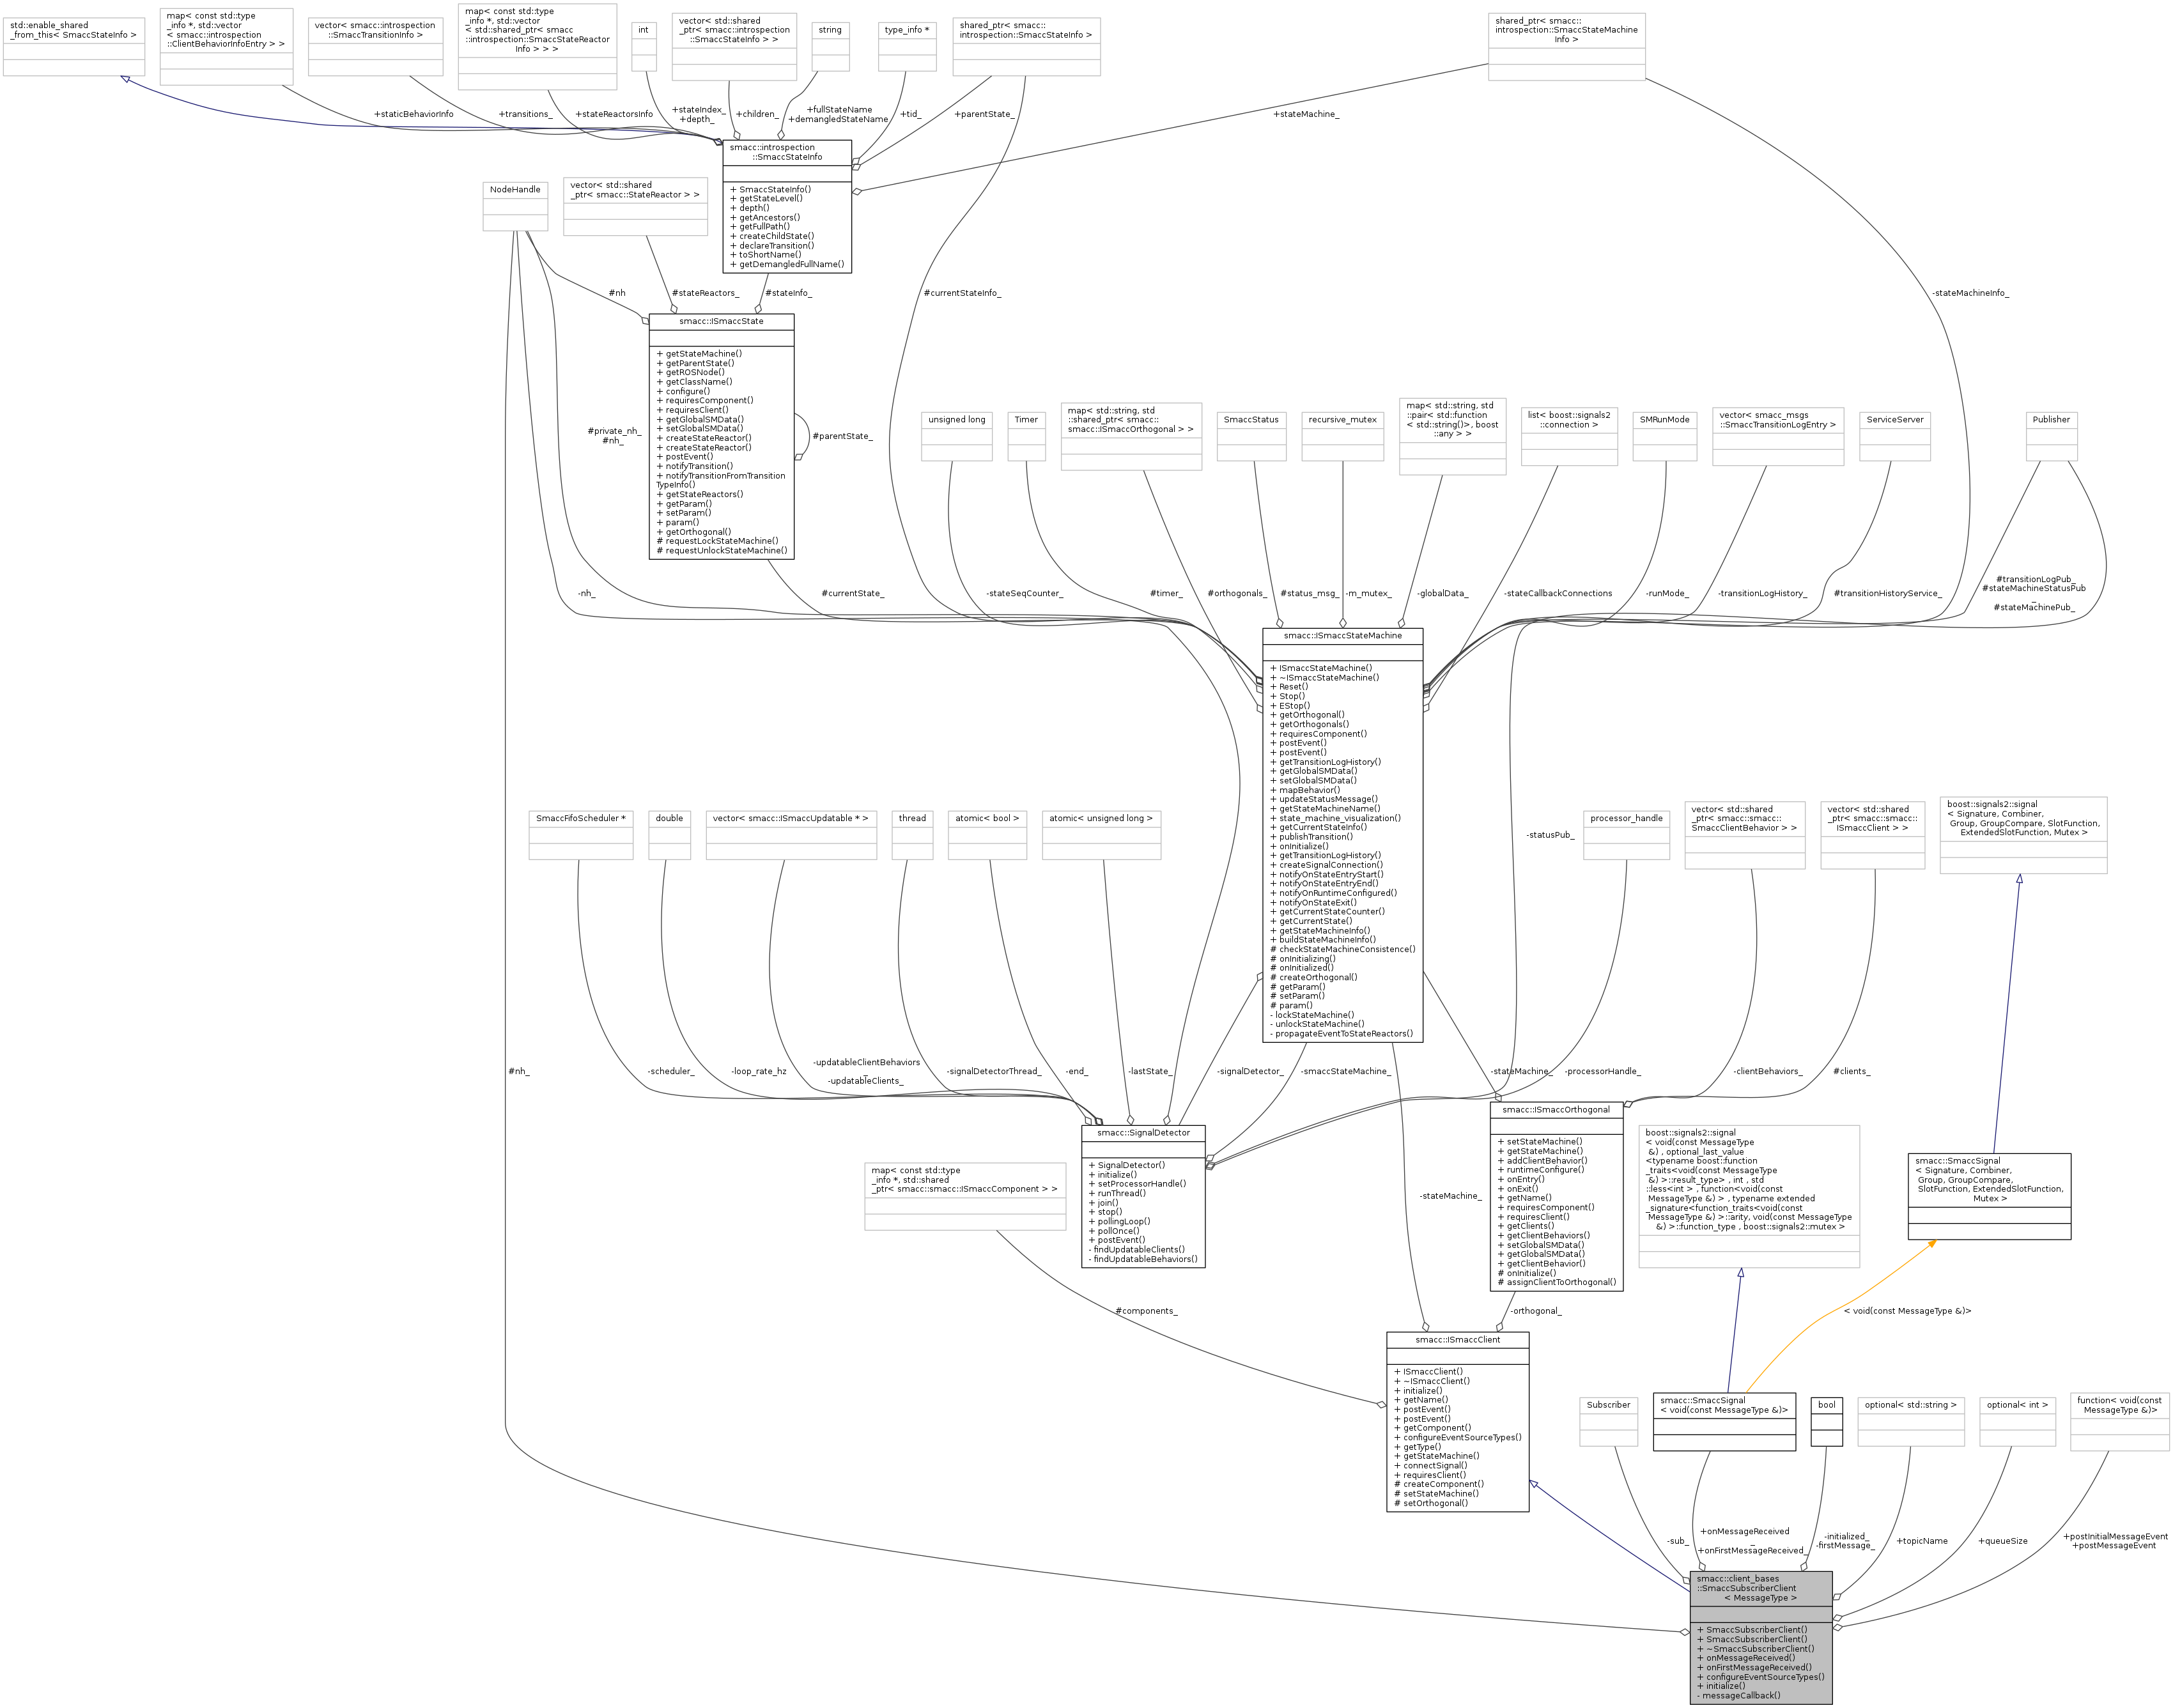 std::enable_shared
_from_this< SmaccStateInfo >
map< const std::type
_info *, std::vector
< smacc::introspection
::ClientBehaviorInfoEntry > >
vector< smacc::introspection
::SmaccTransitionInfo >
map< const std::type
_info *, std::vector
< std::shared_ptr< smacc
::introspection::SmaccStateReactor
Info > > >
int
vector< std::shared
_ptr< smacc::introspection
::SmaccStateInfo > >
string
type_info *
shared_ptr< smacc::
introspection::SmaccStateInfo >
shared_ptr< smacc::
introspection::SmaccStateMachine
Info >
+staticBehaviorInfo
+transitions_
+stateReactorsInfo
+stateIndex_
+depth_
+children_
+fullStateName
+demangledStateName
+tid_
+parentState_
+stateMachine_
smacc::introspection
::SmaccStateInfo
+ SmaccStateInfo()
+ getStateLevel()
+ depth()
+ getAncestors()
+ getFullPath()
+ createChildState()
+ declareTransition()
+ toShortName()
+ getDemangledFullName()
NodeHandle
vector< std::shared
_ptr< smacc::StateReactor > >
#nh
#stateReactors_
#stateInfo_
#currentStateInfo_
-stateMachineInfo_
smacc::ISmaccState
+ getStateMachine()
+ getParentState()
+ getROSNode()
+ getClassName()
+ configure()
+ requiresComponent()
+ requiresClient()
+ getGlobalSMData()
+ setGlobalSMData()
+ createStateReactor()
+ createStateReactor()
+ postEvent()
+ notifyTransition()
+ notifyTransitionFromTransition
TypeInfo()
+ getStateReactors()
+ getParam()
+ setParam()
+ param()
+ getOrthogonal()
# requestLockStateMachine()
# requestUnlockStateMachine()
#parentState_
#private_nh_
#nh_
unsigned long
Timer
map< std::string, std
::shared_ptr< smacc::
smacc::ISmaccOrthogonal > >
SmaccStatus
recursive_mutex
map< std::string, std
::pair< std::function
< std::string()>, boost
::any > >
list< boost::signals2
::connection >
SMRunMode
vector< smacc_msgs
::SmaccTransitionLogEntry >
ServiceServer
Publisher
-nh_
#currentState_
-stateSeqCounter_
#timer_
#orthogonals_
#status_msg_
-m_mutex_
-globalData_
-stateCallbackConnections
-runMode_
-transitionLogHistory_
#transitionHistoryService_
#transitionLogPub_
#stateMachineStatusPub
_
#stateMachinePub_
smacc::ISmaccStateMachine
+ ISmaccStateMachine()
+ ~ISmaccStateMachine()
+ Reset()
+ Stop()
+ EStop()
+ getOrthogonal()
+ getOrthogonals()
+ requiresComponent()
+ postEvent()
+ postEvent()
+ getTransitionLogHistory()
+ getGlobalSMData()
+ setGlobalSMData()
+ mapBehavior()
+ updateStatusMessage()
+ getStateMachineName()
+ state_machine_visualization()
+ getCurrentStateInfo()
+ publishTransition()
+ onInitialize()
+ getTransitionLogHistory()
+ createSignalConnection()
+ notifyOnStateEntryStart()
+ notifyOnStateEntryEnd()
+ notifyOnRuntimeConfigured()
+ notifyOnStateExit()
+ getCurrentStateCounter()
+ getCurrentState()
+ getStateMachineInfo()
+ buildStateMachineInfo()
# checkStateMachineConsistence()
# onInitializing()
# onInitialized()
# createOrthogonal()
# getParam()
# setParam()
# param()
- lockStateMachine()
- unlockStateMachine()
- propagateEventToStateReactors()
SmaccFifoScheduler *
double
vector< smacc::ISmaccUpdatable * >
thread
atomic< bool >
atomic< unsigned long >
-statusPub_
processor_handle
vector< std::shared
_ptr< smacc::smacc::
SmaccClientBehavior > >
vector< std::shared
_ptr< smacc::smacc::
ISmaccClient > >
boost::signals2::signal
< Signature, Combiner,
Group, GroupCompare, SlotFunction,
ExtendedSlotFunction, Mutex >
#nh_
-scheduler_
-loop_rate_hz
-updatableClientBehaviors
_
-updatableClients_
-signalDetectorThread_
-end_
-lastState_
-signalDetector_
-smaccStateMachine_
-stateMachine_
-processorHandle_
-clientBehaviors_
#clients_
smacc::SignalDetector
+ SignalDetector()
+ initialize()
+ setProcessorHandle()
+ runThread()
+ join()
+ stop()
+ pollingLoop()
+ pollOnce()
+ postEvent()
- findUpdatableClients()
- findUpdatableBehaviors()
smacc::ISmaccOrthogonal
+ setStateMachine()
+ getStateMachine()
+ addClientBehavior()
+ runtimeConfigure()
+ onEntry()
+ onExit()
+ getName()
+ requiresComponent()
+ requiresClient()
+ getClients()
+ getClientBehaviors()
+ setGlobalSMData()
+ getGlobalSMData()
+ getClientBehavior()
# onInitialize()
# assignClientToOrthogonal()
boost::signals2::signal
< void(const MessageType
&) , optional_last_value
<typename boost::function
_traits<void(const MessageType
&) >::result_type> , int , std
::less<int > , function<void(const
MessageType &) > , typename extended
_signature<function_traits<void(const
MessageType &) >::arity, void(const MessageType
&) >::function_type , boost::signals2::mutex >
smacc::SmaccSignal
< Signature, Combiner,
Group, GroupCompare,
SlotFunction, ExtendedSlotFunction,
Mutex >
map< const std::type
_info *, std::shared
_ptr< smacc::smacc::ISmaccComponent > >
-stateMachine_
#components_
-orthogonal_
< void(const MessageType &)>
smacc::ISmaccClient
+ ISmaccClient()
+ ~ISmaccClient()
+ initialize()
+ getName()
+ postEvent()
+ postEvent()
+ getComponent()
+ configureEventSourceTypes()
+ getType()
+ getStateMachine()
+ connectSignal()
+ requiresClient()
# createComponent()
# setStateMachine()
# setOrthogonal()
Subscriber
smacc::SmaccSignal
< void(const MessageType &)>
bool
optional< std::string >
optional< int >
function< void(const
MessageType &)>
-sub_
+onMessageReceived
_
+onFirstMessageReceived_
-initialized_
-firstMessage_
+topicName
+queueSize
+postInitialMessageEvent
+postMessageEvent
smacc::client_bases
::SmaccSubscriberClient
< MessageType >
+ SmaccSubscriberClient()
+ SmaccSubscriberClient()
+ ~SmaccSubscriberClient()
+ onMessageReceived()
+ onFirstMessageReceived()
+ configureEventSourceTypes()
+ initialize()
- messageCallback()